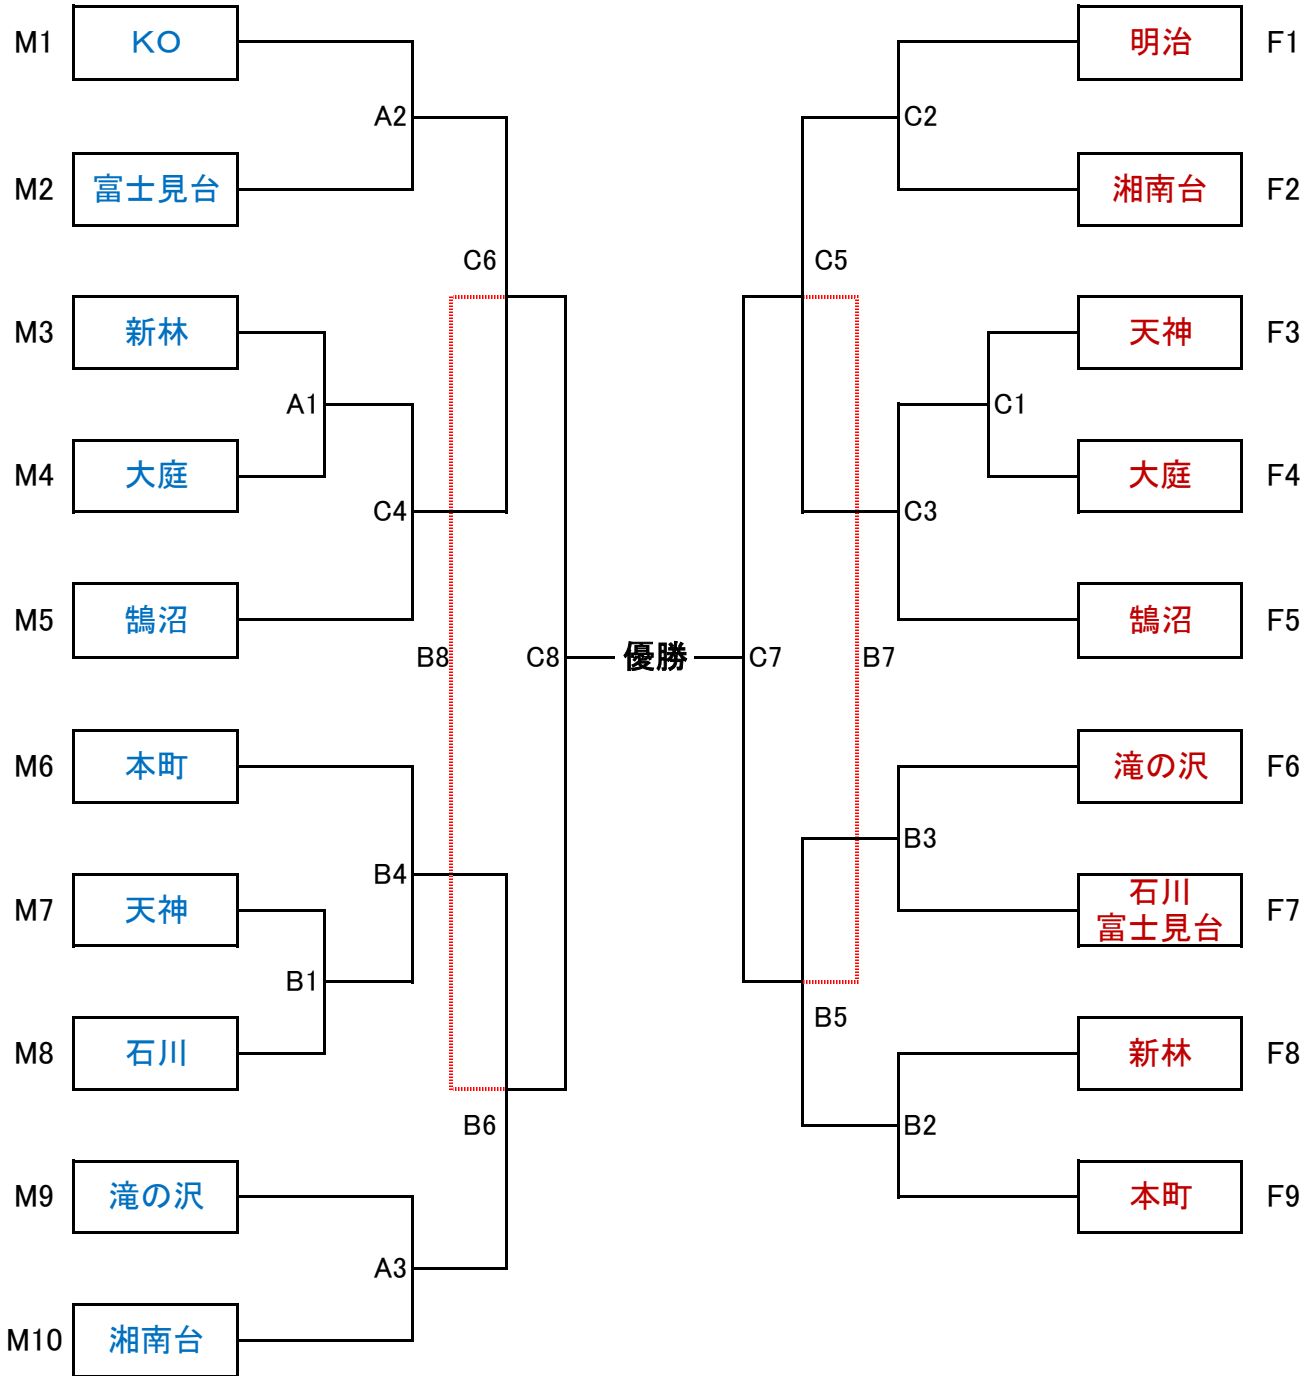 M1 KO
A2
M2 富士見台
C6
M3 新林
A1
M4 大庭
C4
M5 鵠沼
B8 C8 優勝 C7 B7
M6 本町
B4
M7 天神
B1
M8 石川
B6
M9 滝の沢
A3
M10 湘南台
明治 F1
C2
湘南台 F2
C5
天神 F3
C1
大庭 F4
C3
鵠沼 F5
滝の沢 F6
B3
石川
富士見台 F7
B5
新林 F8
B2
本町 F9